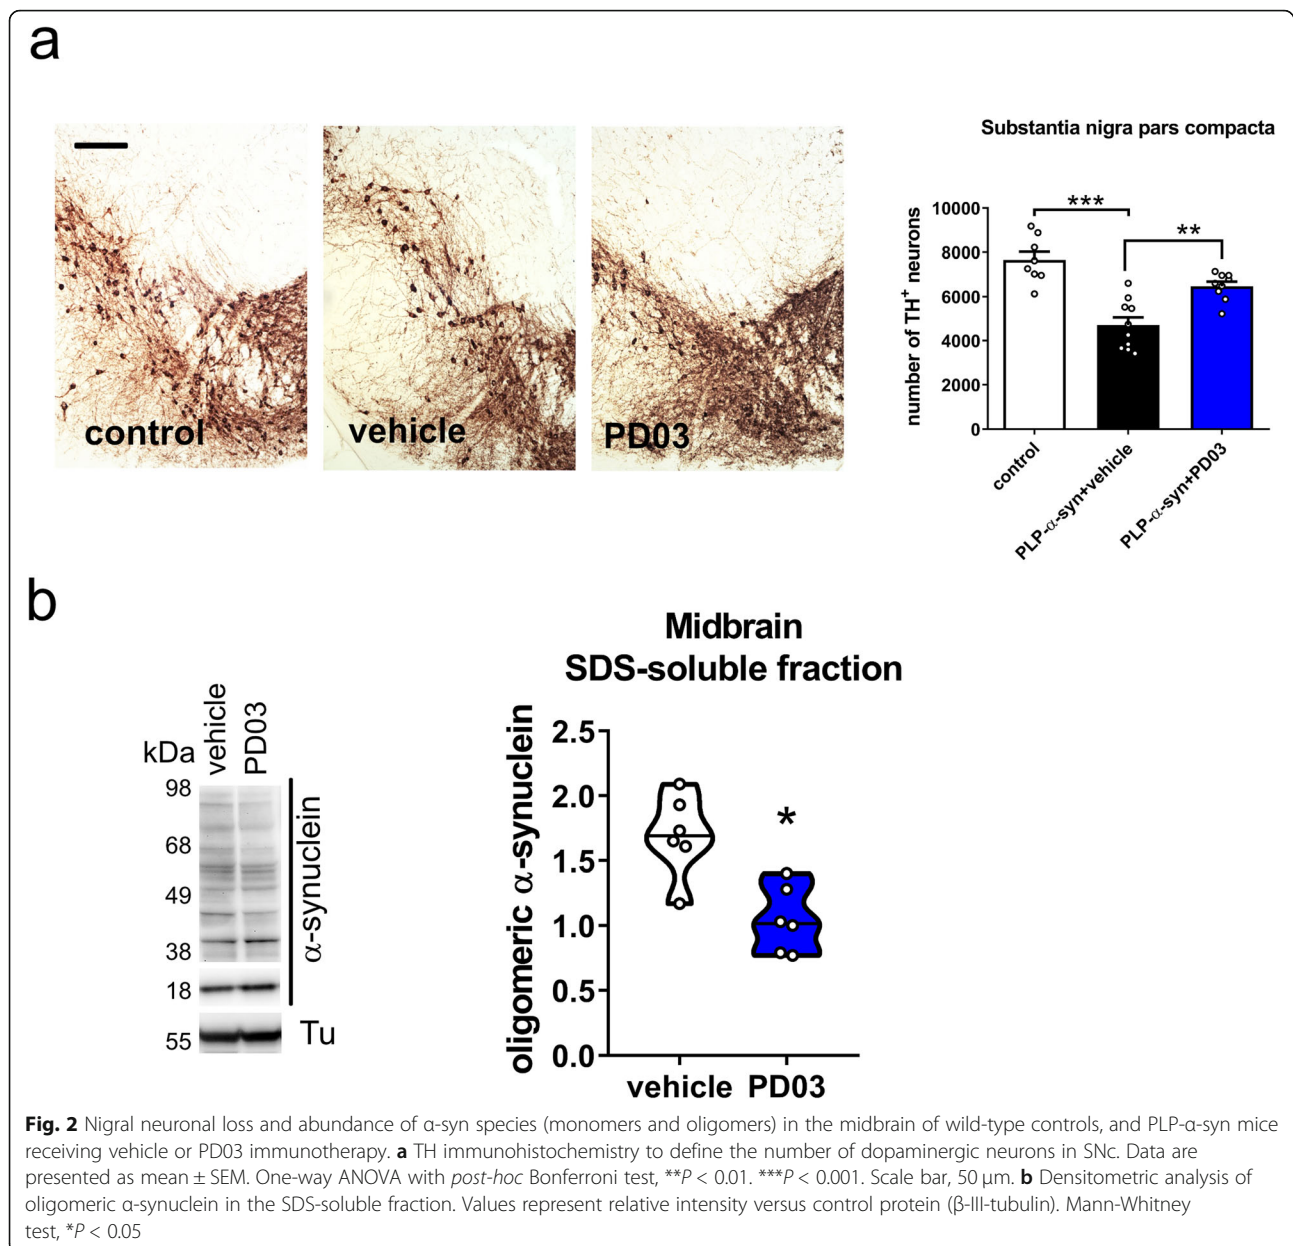 a
control
vehicle
PD03
Substantia nigra pars compacta
number of TH⁺ neurons
10000
8000
6000
4000
2000
0
***
**
control
PLP-α-syn+vehicle
PLP-α-syn+PD03
b
kDa
vehicle
PD03
98
68
49
38
18
55
α-synuclein
Tu
Midbrain
SDS-soluble fraction
oligomeric α-synuclein
2.5
2.0
1.5
1.0
0.5
0.0
*
vehicle PD03
Fig. 2 Nigral neuronal loss and abundance of α-syn species (monomers and oligomers) in the midbrain of wild-type controls, and PLP-α-syn mice
receiving vehicle or PD03 immunotherapy. a TH immunohistochemistry to define the number of dopaminergic neurons in SNc. Data are
presented as mean ± SEM. One-way ANOVA with post-hoc Bonferroni test, **P < 0.01. ***P < 0.001. Scale bar, 50 μm. b Densitometric analysis of
oligomeric α-synuclein in the SDS-soluble fraction. Values represent relative intensity versus control protein (β-III-tubulin). Mann-Whitney
test, *P < 0.05